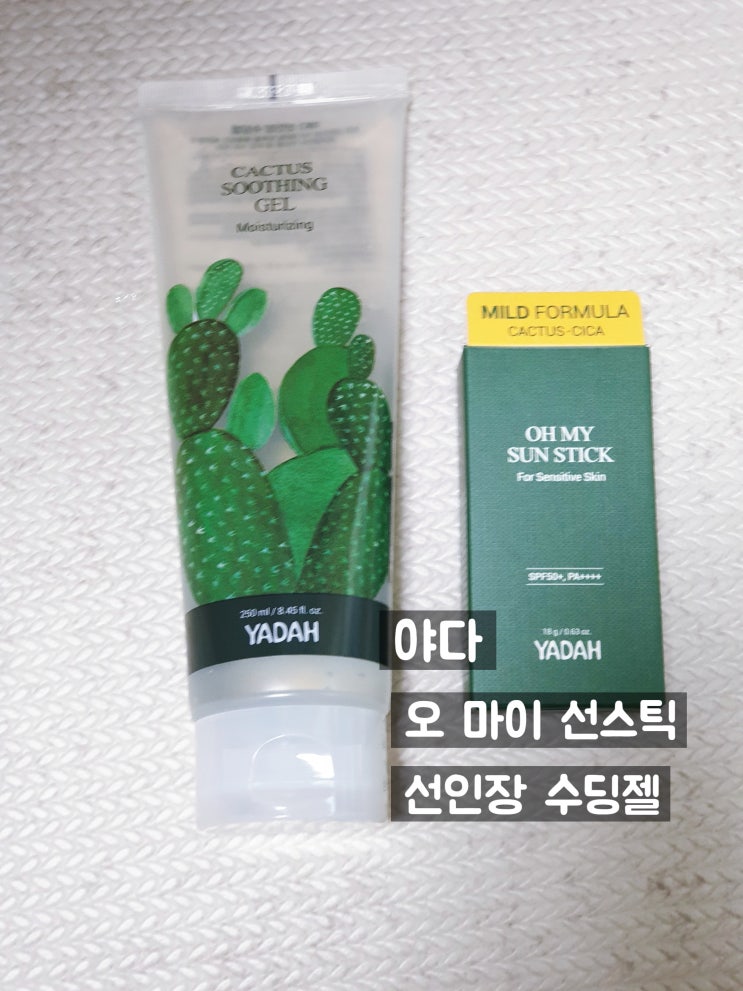 CACTUS
SOOTHING
GEL
Moisturizing
250 ml / 8.45 fl. oz.
YADAH
MILD FORMULA
CACTUS-CICA
OH MY
SUN STICK
For Sensitive Skin
SPF50+, PA++++
18 g / 0.63 oz.
YADAH
야다
오 마이 선스틱
선인장 수딩젤